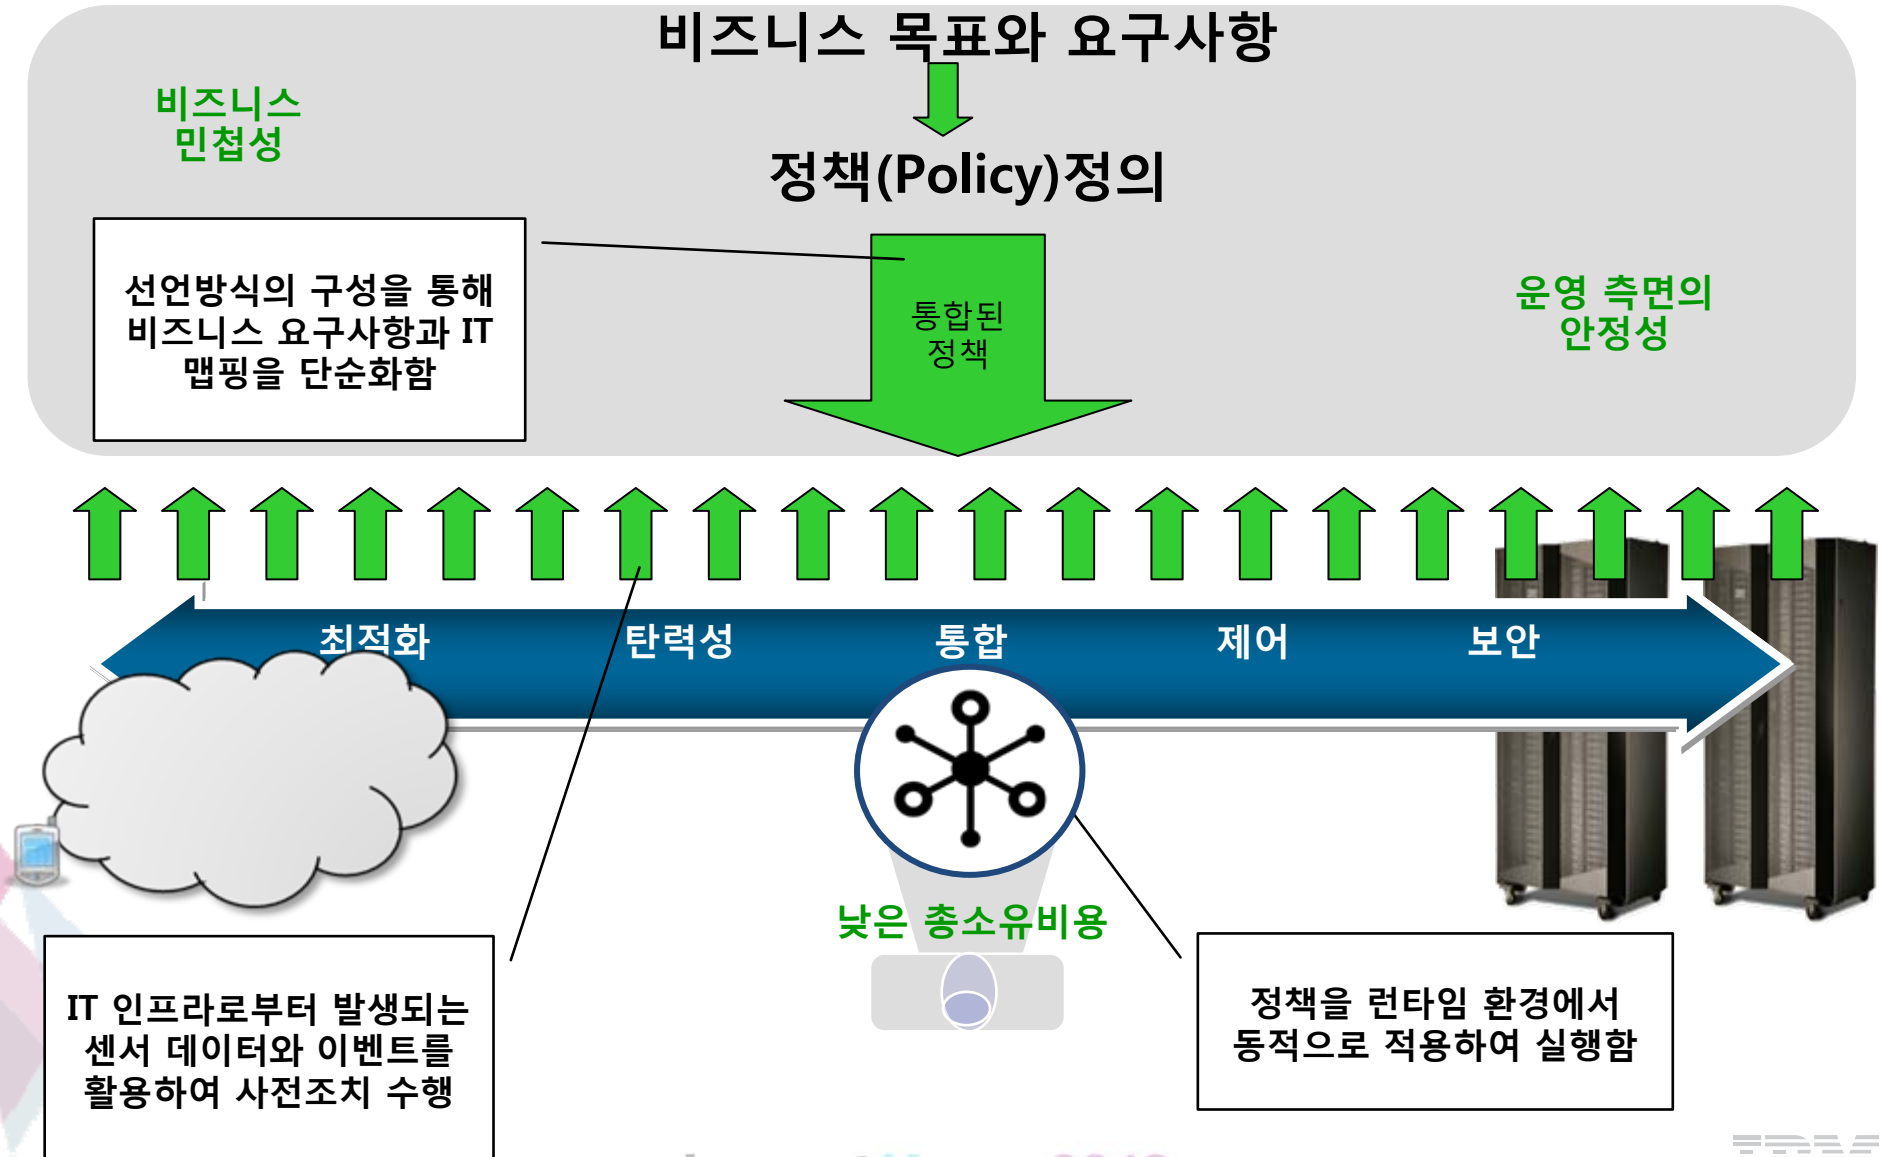 비즈니스 목표와 요구사항
비즈니스
민첩성
정책(Policy)정의
선언방식의 구성을 통해
비즈니스 요구사항과 IT
맵핑을 단순화함
통합된
정책
운영 측면의
안정성
최적화
탄력성
통합
제어
보안
낮은 총소유비용
IT 인프라로부터 발생되는
센서 데이터와 이벤트를
활용하여 사전조치 수행
정책을 런타임 환경에서
동적으로 적용하여 실행함